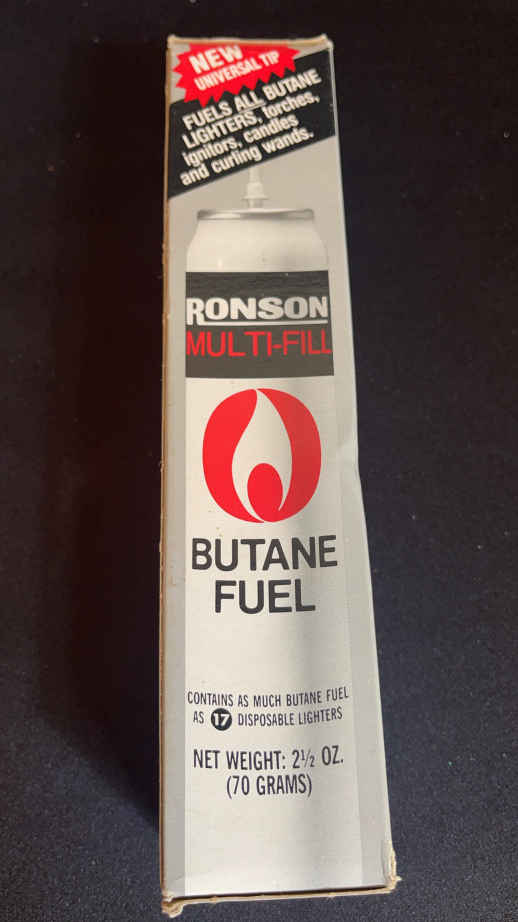 NEW
UNIVERSAL TIP
FUELS ALL BUTANE
LIGHTERS, torches,
ignitors, candles
and curling wands.
RONSON
MULTI-FILL
BUTANE
FUEL
CONTAINS AS MUCH BUTANE FUEL
AS 17 DISPOSABLE LIGHTERS
NET WEIGHT: 2½ OZ.
(70 GRAMS)